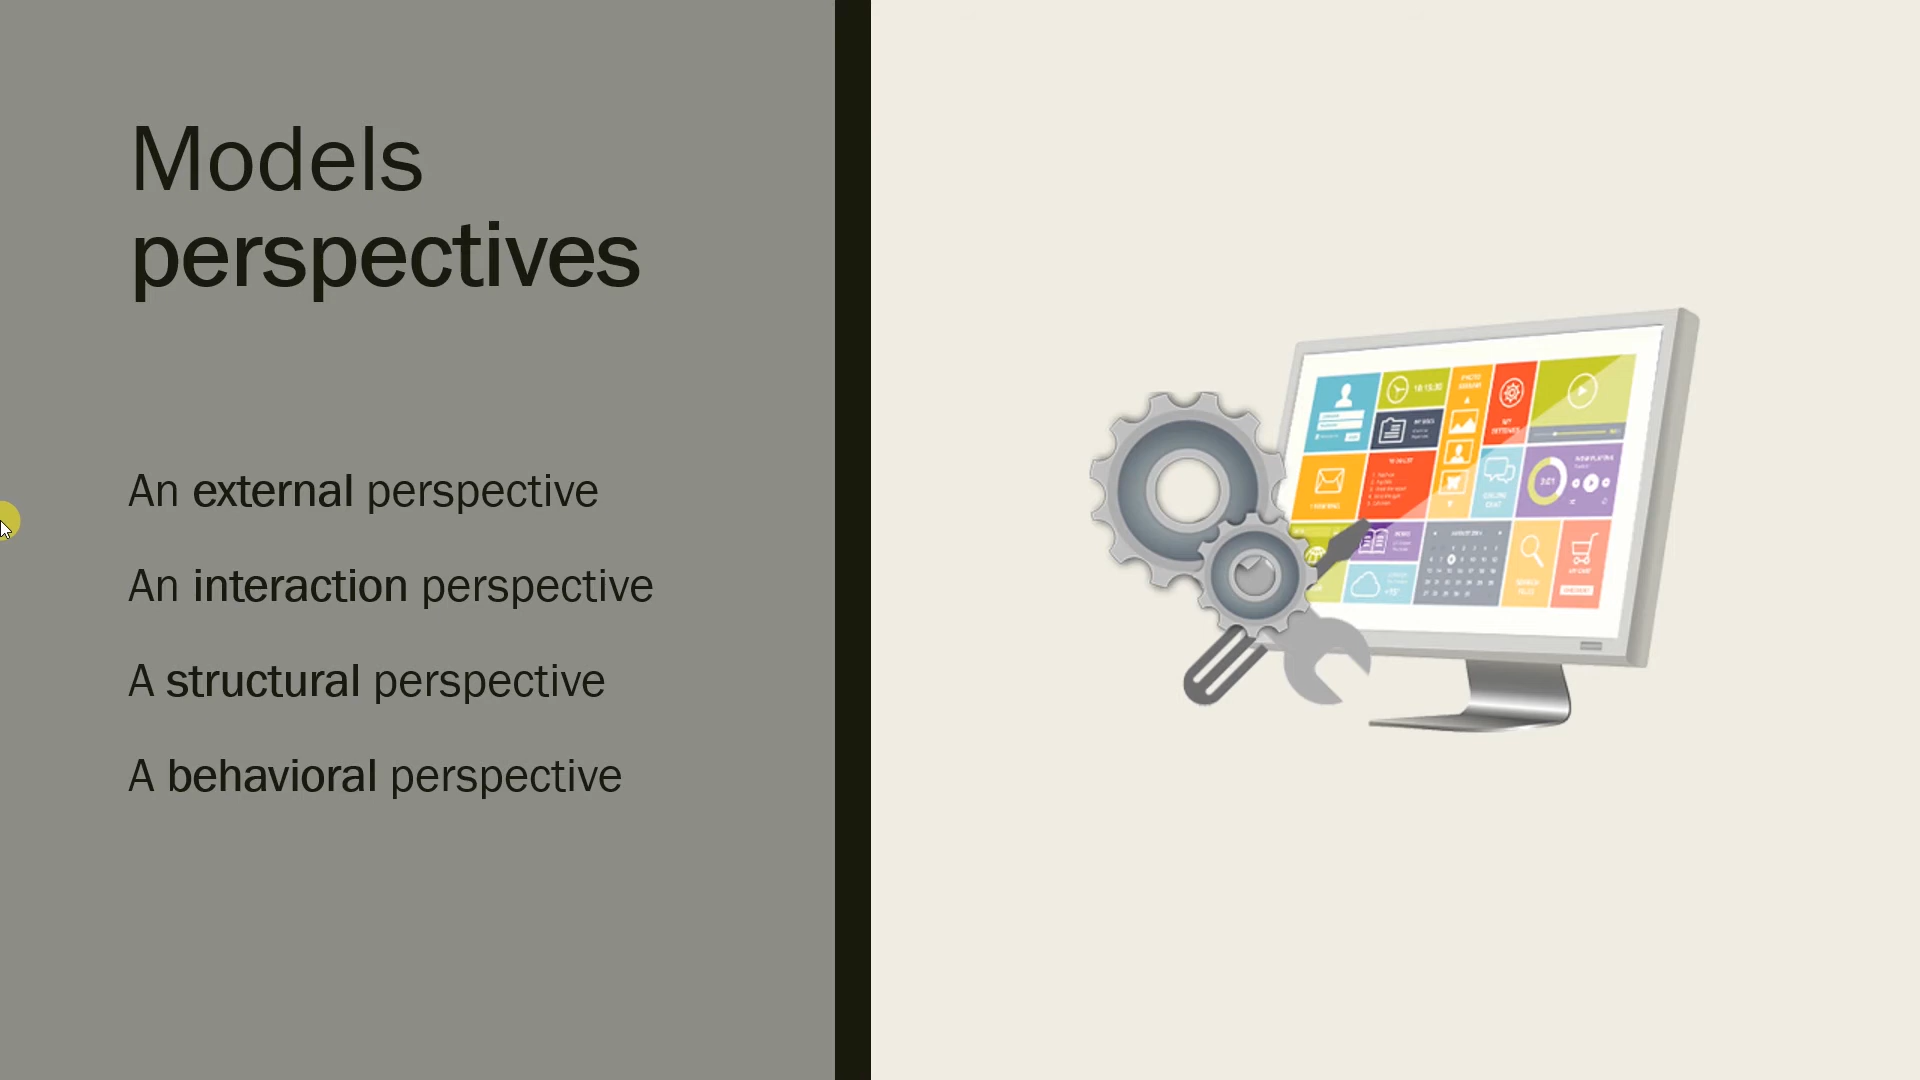 Models
perspectives
An external perspective
An interaction perspective
A structural perspective
A behavioral perspective